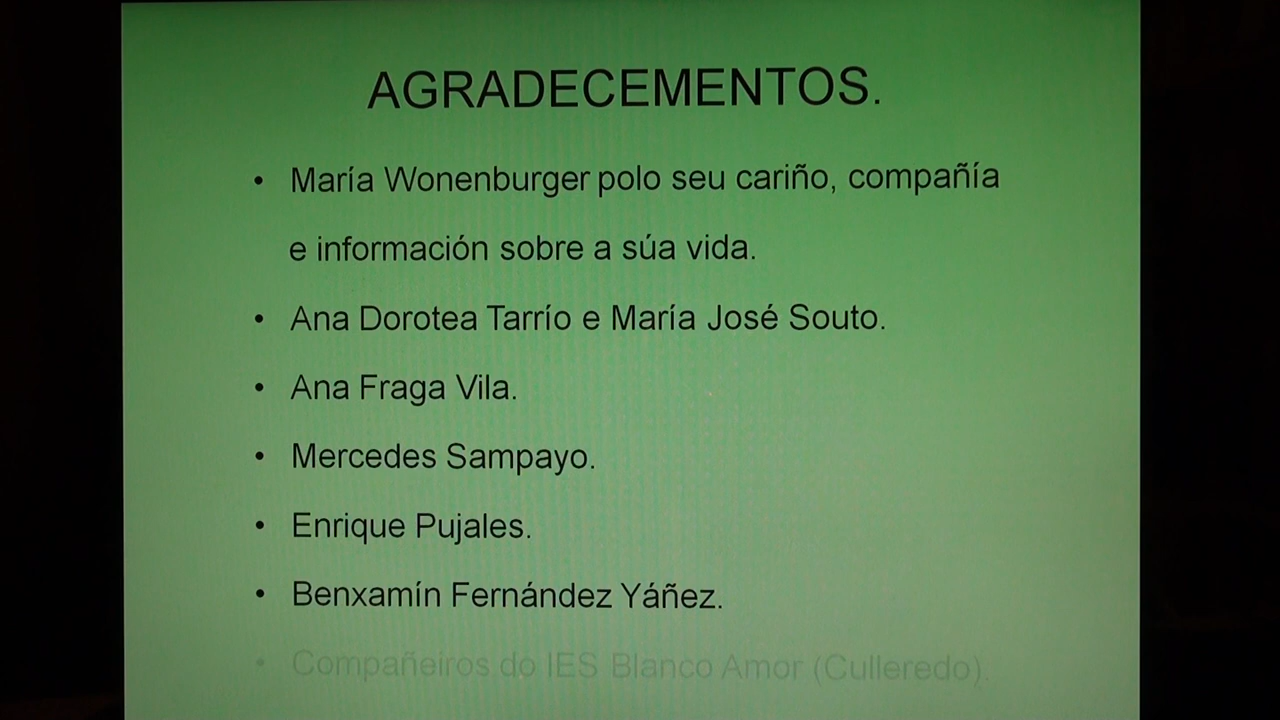 AGRADECEMENTOS.
• María Wonenburger polo seu cariño, compañía
e información sobre a súa vida.
• Ana Dorotea Tarrío e María José Souto.
• Ana Fraga Vila.
• Mercedes Sampayo.
• Enrique Pujales.
• Benxamín Fernández Yáñez.
• Compañeiros do IES Blanco Amor (Culleredo).